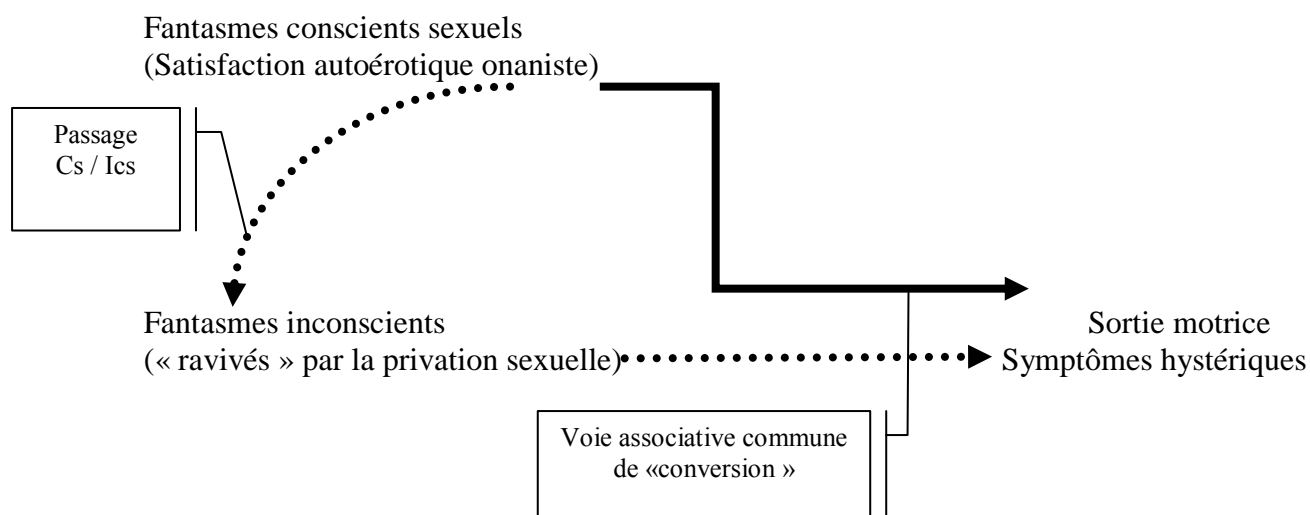 Fantasmes conscients sexuels
(Satisfaction autoérotique onaniste)
Passage
Cs / Ics
Fantasmes inconscients
(« ravivés » par la privation sexuelle)
Sortie motrice
Symptômes hystériques
Voie associative commune
de «conversion »